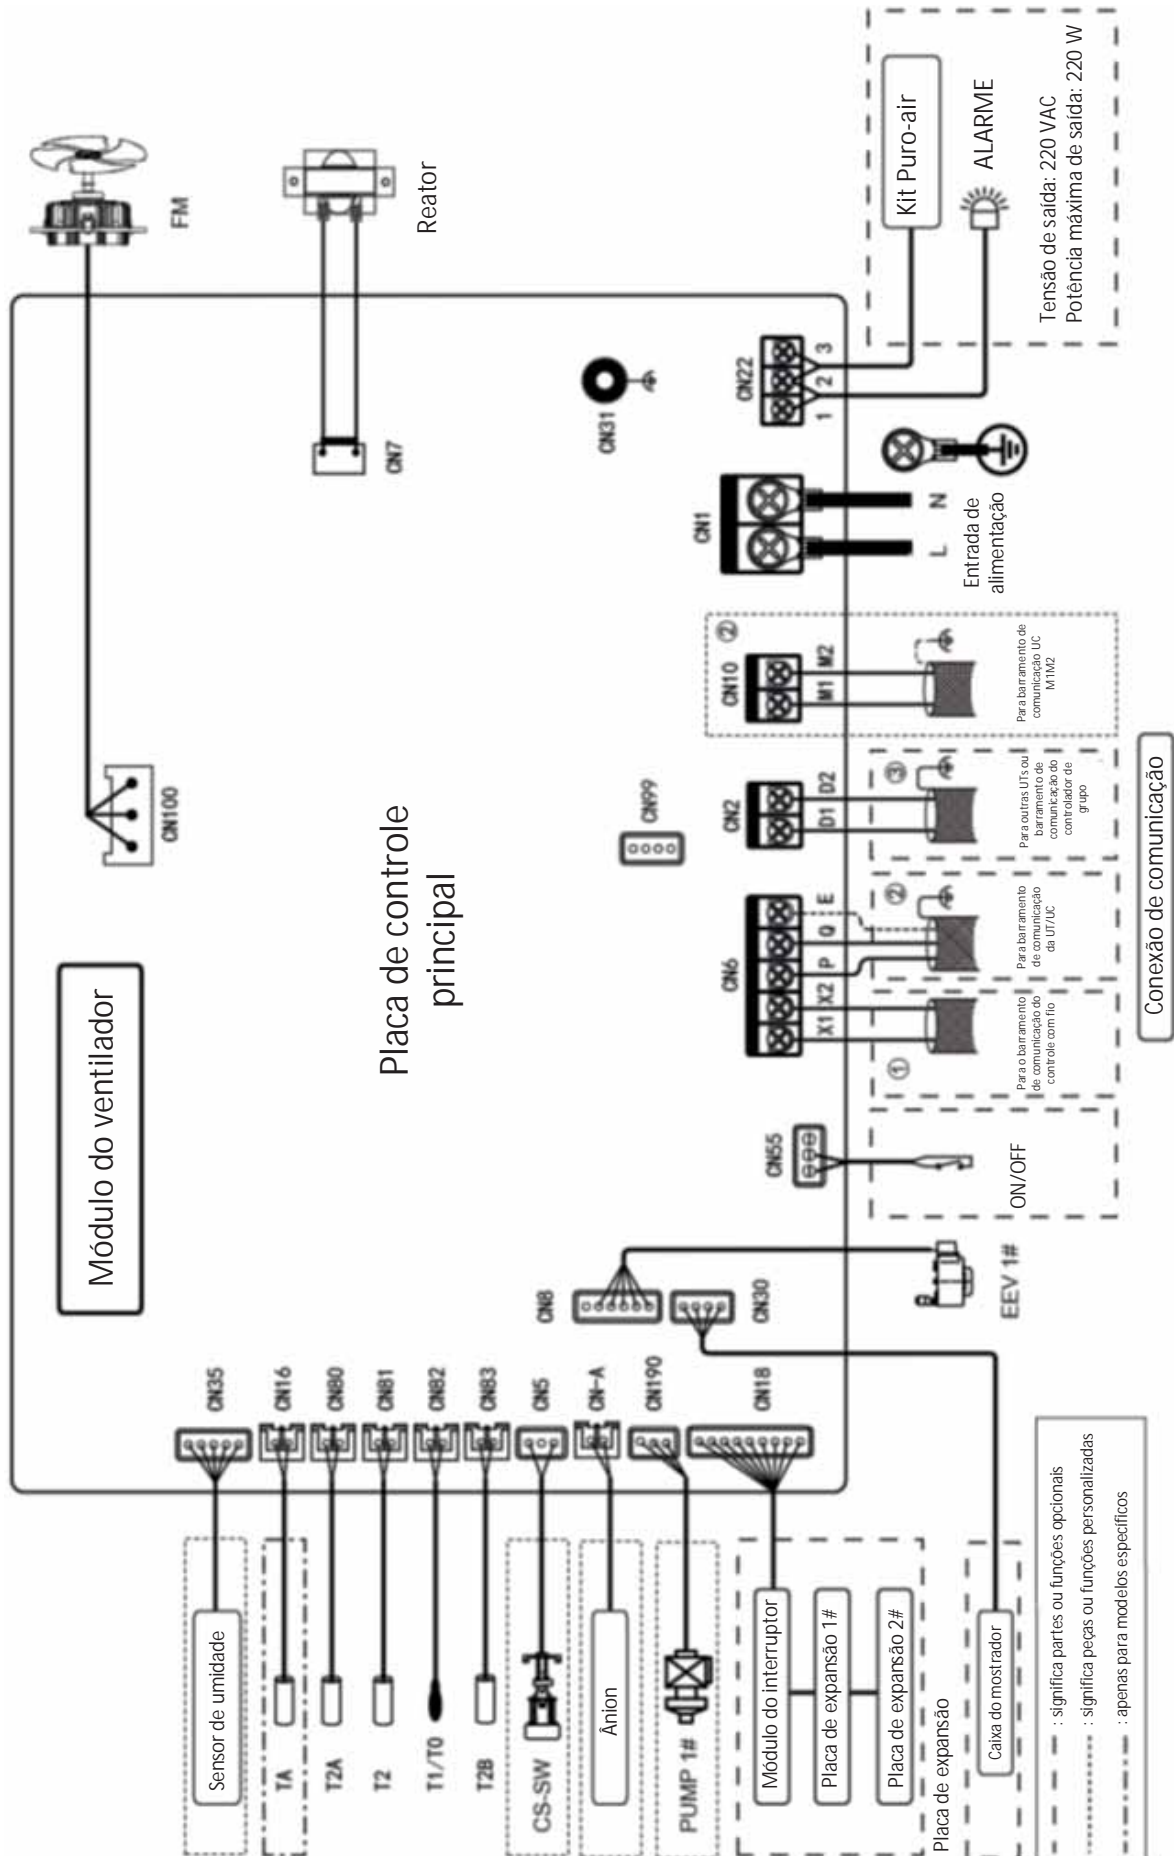 Módulo do ventilador
Placa de controle
principal
FM
Reator
CN100
CN7
CN31
CN99
CN35
CN16
CN80
CN81
CN82
CN83
CN5
CN-A
CN190
CN18
CN8
CN30
Sensor de umidade
TA
T2A
T2
T1/T0
T2B
CS-SW
Ânion
PUMP 1#
Módulo do interruptor
Placa de expansão 1#
Placa de expansão 2#
Placa de expansão
Caixa do mostrador
EEV 1#
CN55
ON/OFF
CN6
X1 X2 P Q E
①
Para o barramento
de comunicação do
controle com fio
②
Para barramento
de comunicação
da UT/UC
CN2
D1 D2
③
Para outras UTs ou
barramento de
comunicação do
controlador de
grupo
CN10
M1 M2
②
Para barramento de
comunicação UC
M1M2
Conexão de comunicação
CN1
L N
Entrada de
alimentação
CN22
1 2 3
Kit Puro-air
ALARME
Tensão de saída: 220 VAC
Potência máxima de saída: 220 W
: significa partes ou funções opcionais
: significa peças ou funções personalizadas
: apenas para modelos específicos